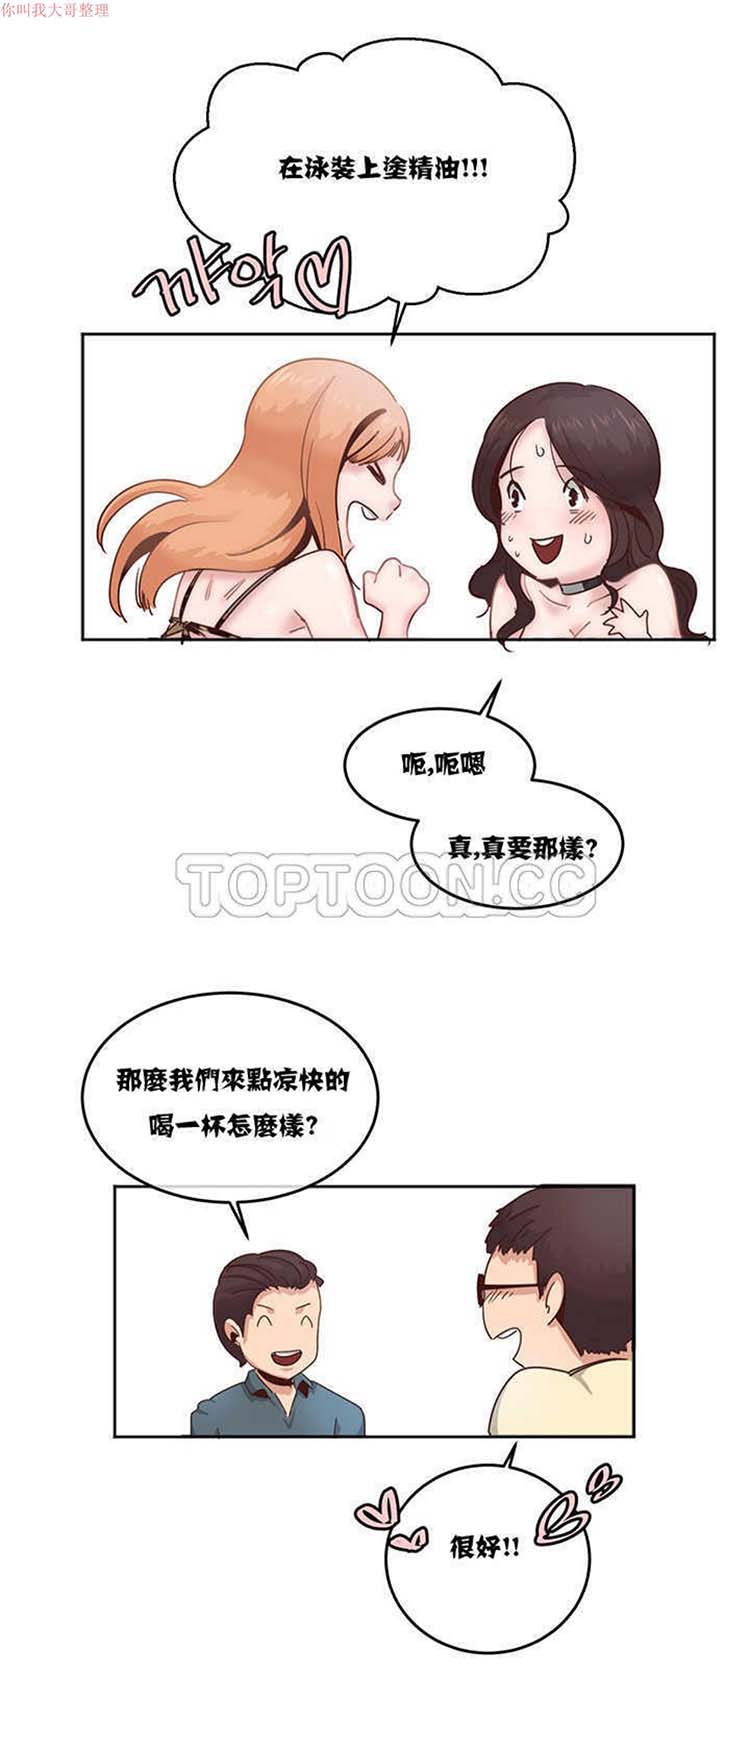 你叫我大哥整理
在泳裝上塗精油!!!
꺄악♡
呃,呃嗯
真,真要那樣?
TOPTOON.CC
那麼我們來點涼快的
喝一杯怎麼樣?
很好!!